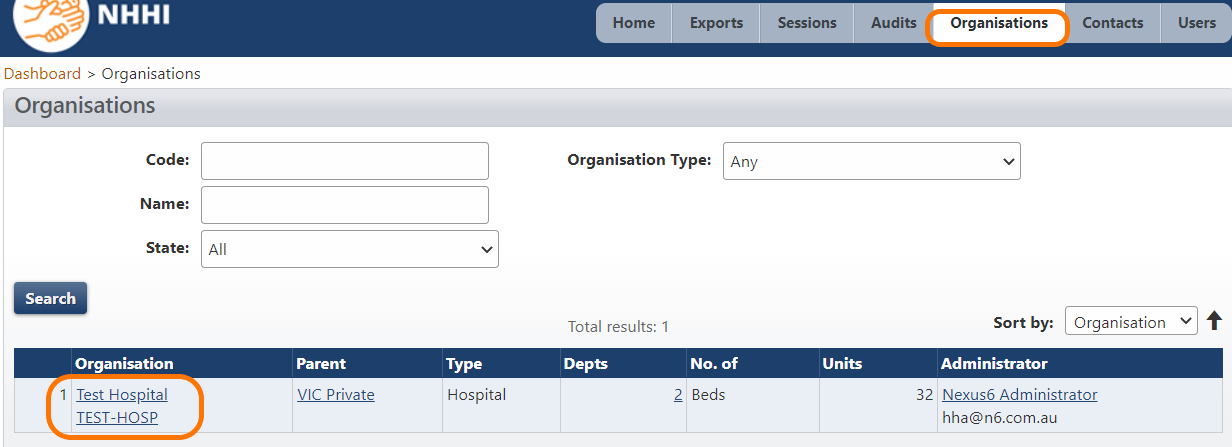 NHHI
Home Exports Sessions Audits Organisations Contacts Users
Dashboard > Organisations
Organisations
Code: Organisation Type: Any
Name:
State: All
Search
Total results: 1 Sort by: Organisation
Organisation Parent Type Depts No. of Units Administrator
1 Test Hospital VIC Private Hospital 2 Beds 32 Nexus6 Administrator
TEST-HOSP hha@n6.com.au